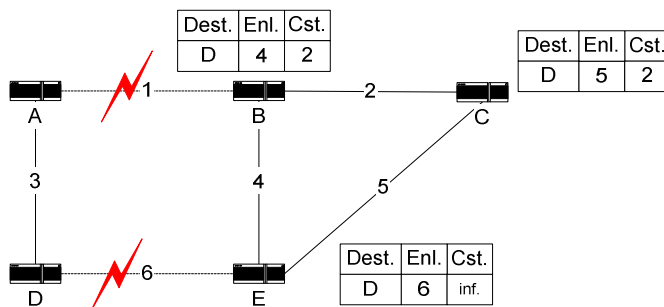 Dest. Enl. Cst.
D 4 2
Dest. Enl. Cst.
D 5 2
1
2
A
B
C
3
4
5
Dest. Enl. Cst.
D 6 inf.
6
D
E